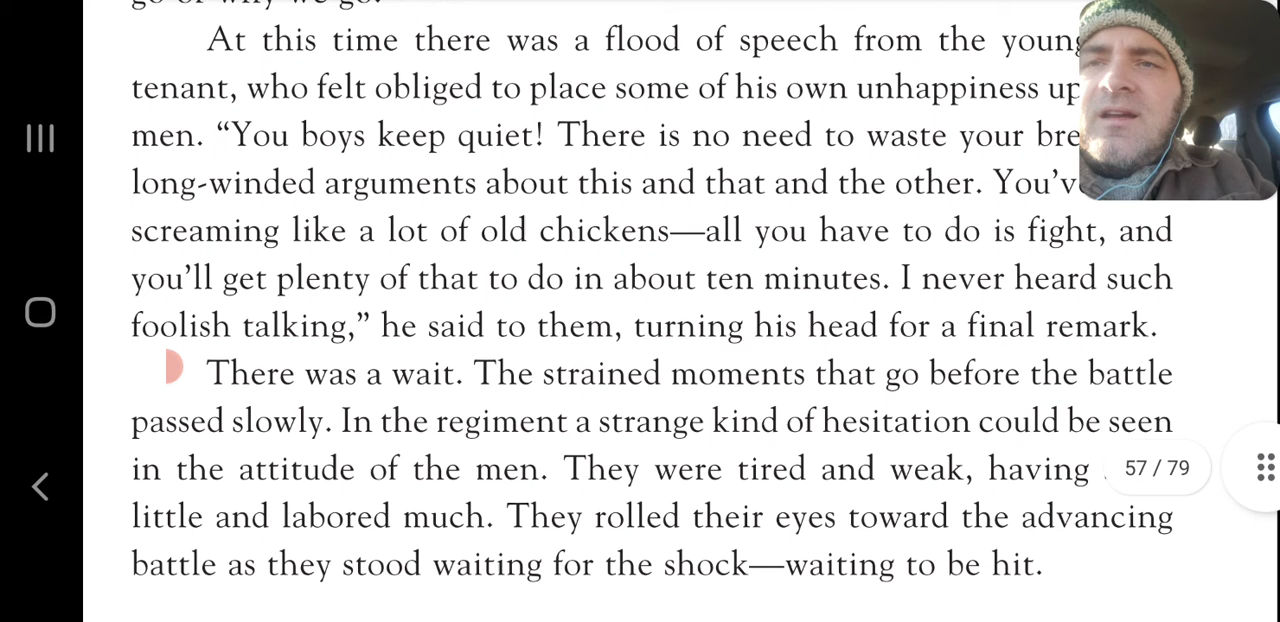 At this time there was a flood of speech from the young
tenant, who felt obliged to place some of his own unhappiness up
men. “You boys keep quiet! There is no need to waste your bre
long-winded arguments about this and that and the other. You’v
screaming like a lot of old chickens—all you have to do is fight, and
you’ll get plenty of that to do in about ten minutes. I never heard such
foolish talking,” he said to them, turning his head for a final remark.
There was a wait. The strained moments that go before the battle
passed slowly. In the regiment a strange kind of hesitation could be seen
in the attitude of the men. They were tired and weak, having
57 / 79
little and labored much. They rolled their eyes toward the advancing
battle as they stood waiting for the shock—waiting to be hit.